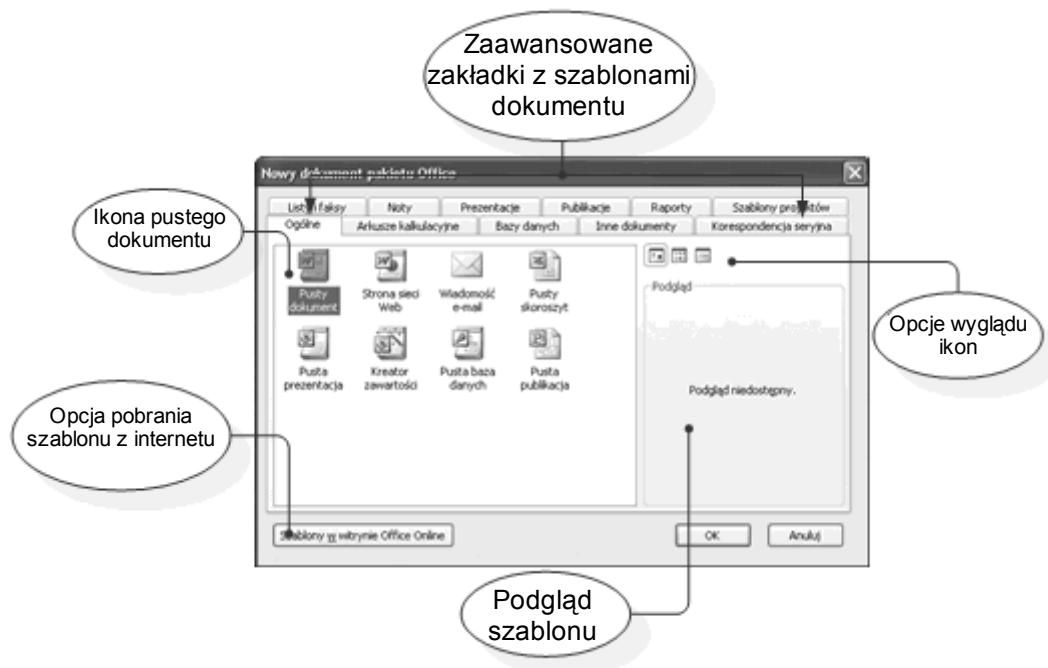 Zaawansowane
zakładki z szablonami
dokumentu
Nowy dokument pakietu Office
Listy i faksy Noty Prezentacje Publikacje Raporty Szablony projektów
Ogólne Arkusze kalkulacyjne Bazy danych Inne dokumenty Korespondencja seryjna
Ikona pustego
dokumentu
Pusty
dokument
Strona sieci
Web
Wiadomość
e-mail
Pusty
skoroszyt
Pusta
prezentacja
Kreator
zawartości
Pusta baza
danych
Pusta
publikacja
Podgląd
Podgląd niedostępny.
Opcje wyglądu
ikon
Opcja pobrania
szablonu z internetu
Szablony w witrynie Office Online
OK
Anuluj
Podgląd
szablonu